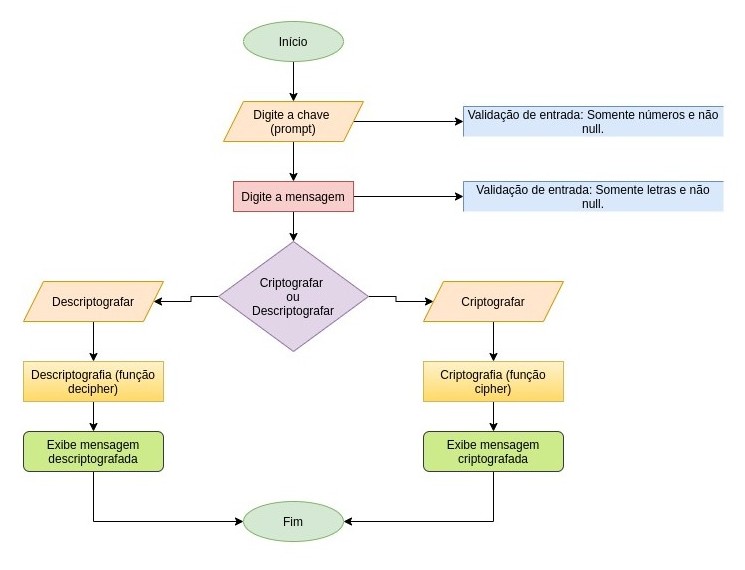 Início
Digite a chave
(prompt)
Validação de entrada: Somente números e não
null.
Digite a mensagem
Validação de entrada: Somente letras e não
null.
Criptografar
ou
Descriptografar
Descriptografar
Criptografar
Descriptografia (função
decipher)
Criptografia (função
cipher)
Exibe mensagem
descriptografada
Exibe mensagem
criptografada
Fim